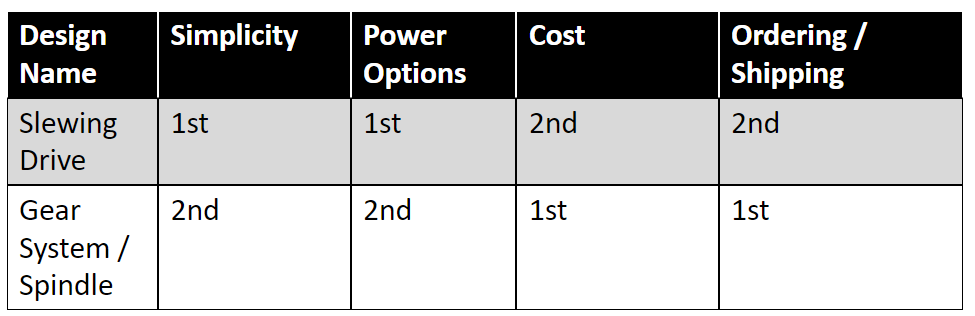 Design Name Simplicity Power Options Cost Ordering / Shipping
Slewing Drive 1st 1st 2nd 2nd
Gear System / Spindle 2nd 2nd 1st 1st